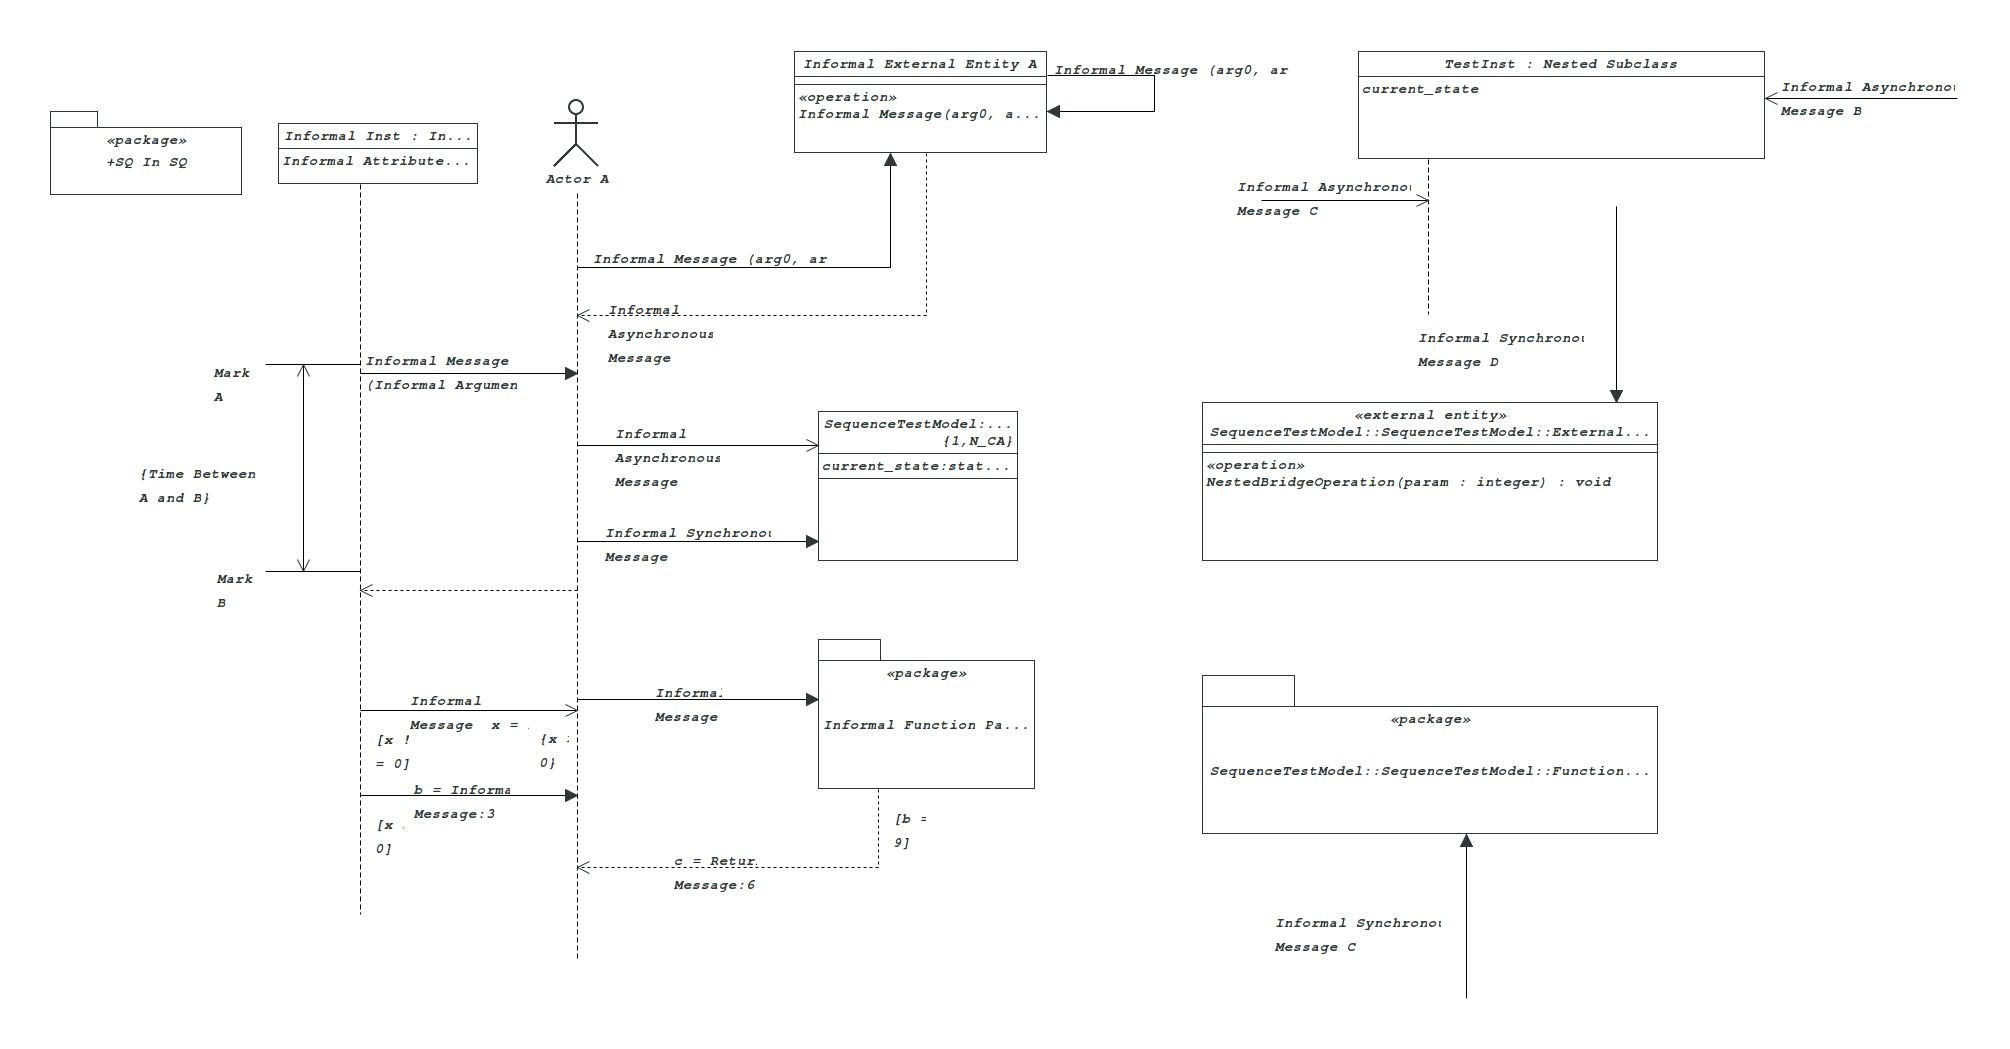 «package»
+SQ In SQ
Informal Inst : In...
Informal Attribute...
Actor A
Informal External Entity A
«operation»
Informal Message(arg0, a...
Informal Message (arg0, ar
TestInst : Nested Subclass
current_state
Informal Asynchronou
Message B
Informal Asynchronou
Message C
Informal Message (arg0, ar
Informal
Asynchronous
Message
Informal Synchronou
Message D
Mark
A
Informal Message
(Informal Argumen
{Time Between
A and B}
Informal
Asynchronous
Message
SequenceTestModel:...
{1,N_CA}
current_state:stat...
Informal Synchronou
Message
Mark
B
«external entity»
SequenceTestModel::SequenceTestModel::External...
«operation»
NestedBridgeOperation(param : integer) : void
Informal
Message x =
[x !
= 0]
{x
0}
b = Informa
Message:3
[x
0]
Informal
Message
«package»
Informal Function Pa...
[b =
9]
c = Retur
Message:6
«package»
SequenceTestModel::SequenceTestModel::Function...
Informal Synchronou
Message C